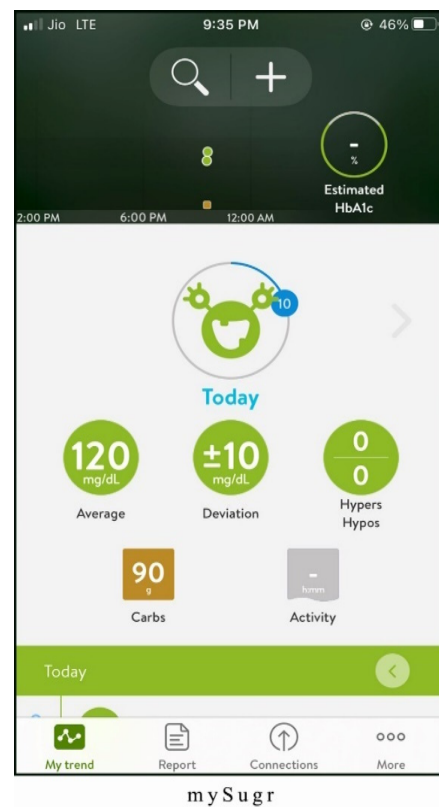 Jio LTE 9:35 PM 46%
-
%
Estimated
HbA1c
2:00 PM 6:00 PM 12:00 AM
10
Today
120 ±10 0
mg/dL mg/dL 0
Average Deviation Hypers
Hypos
90 -
g h:mm
Carbs Activity
Today
My trend Report Connections More
mySugr